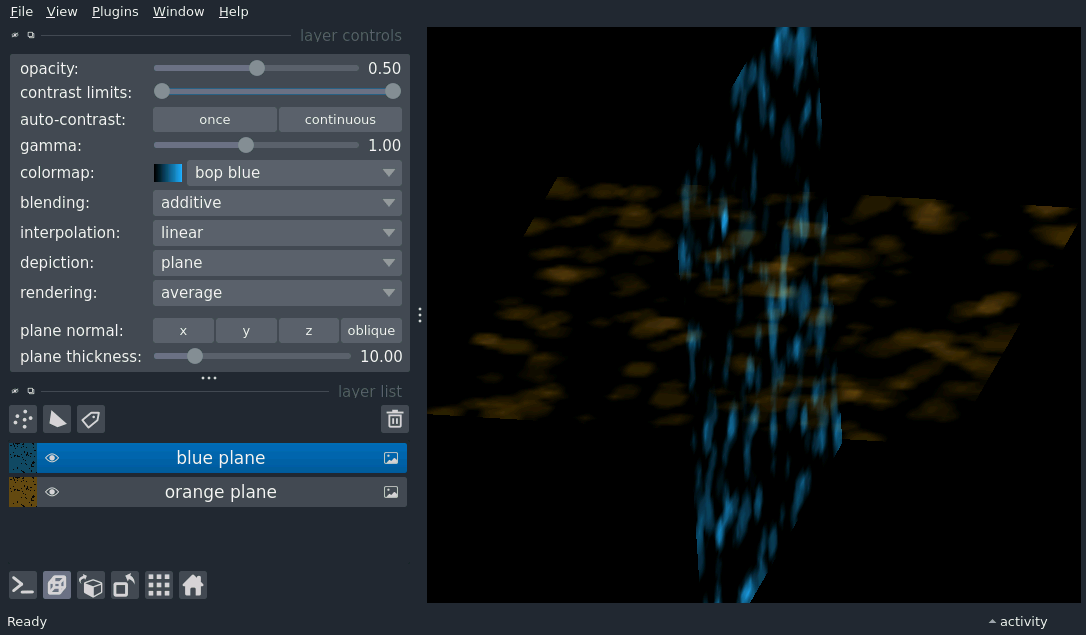 File View Plugins Window Help
layer controls
opacity: 0.50
contrast limits:
auto-contrast: once continuous
gamma: 1.00
colormap: bop blue
blending: additive
interpolation: linear
depiction: plane
rendering: average
plane normal: x y z oblique
plane thickness: 10.00
layer list
blue plane
orange plane
Ready activity